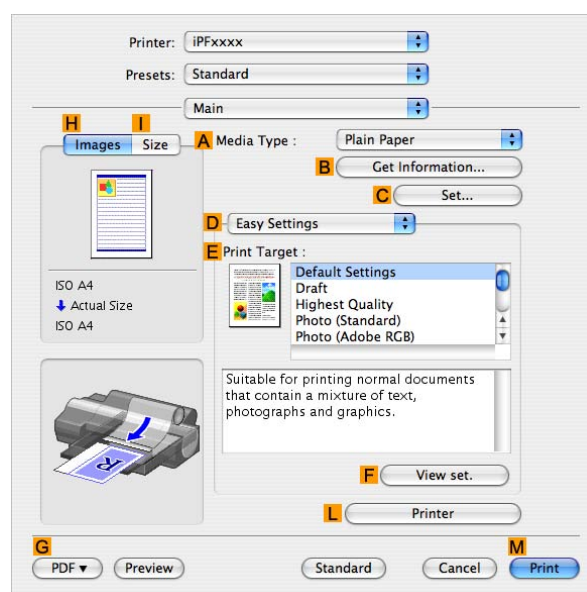 Printer: iPFxxxx
Presets: Standard
Main
H I
Images Size
A Media Type : Plain Paper
B Get Information...
C Set...
D Easy Settings
E Print Target :
Default Settings
Draft
Highest Quality
Photo (Standard)
Photo (Adobe RGB)
ISO A4
Actual Size
ISO A4
Suitable for printing normal documents
that contain a mixture of text,
photographs and graphics.
R
F View set.
L Printer
G M
PDF Preview Standard Cancel Print